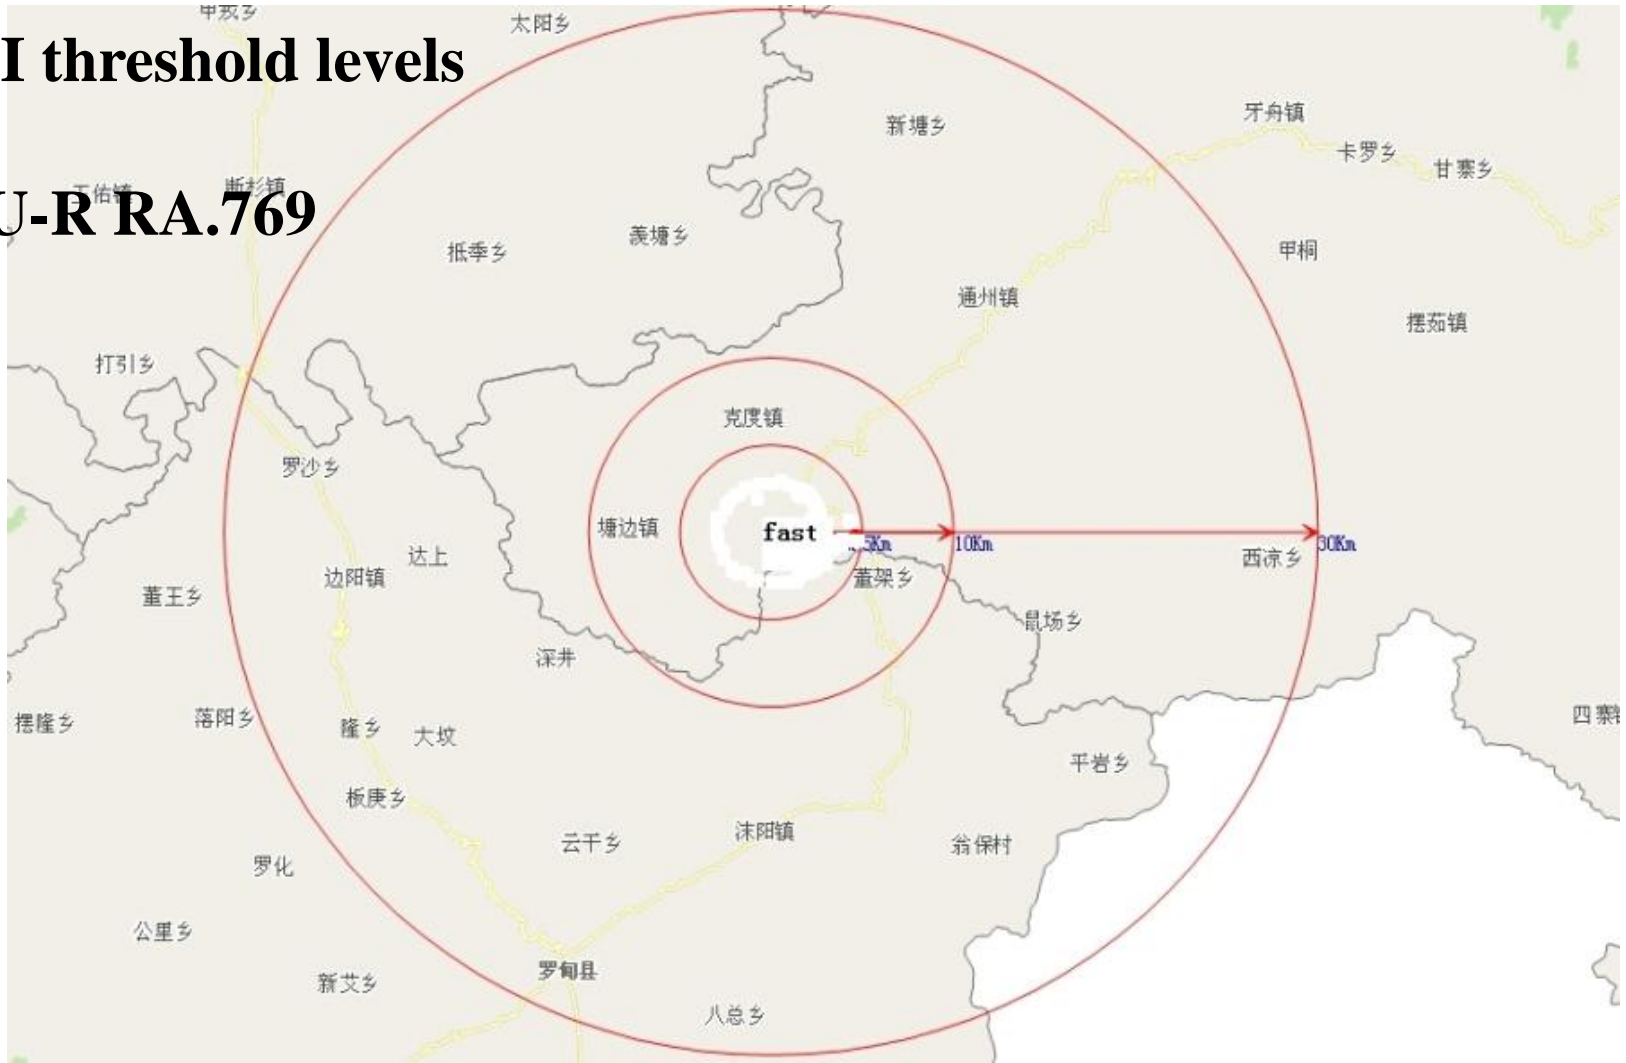 太阳乡
I threshold levels
新塘乡
牙舟镇
卡罗乡
甘寨乡
断杉镇
U-R RA.769
羡塘乡
抵季乡
甲桐
通州镇
摆茹镇
打引乡
克度镇
罗沙乡
塘边镇
fast
5Km
10Km
30Km
达上
西凉乡
边阳镇
董架乡
董王乡
鼠场乡
深井
摆隆乡
落阳乡
隆乡
大坟
四寨
平岩乡
板庚乡
沫阳镇
云干乡
翁保村
罗化
公里乡
罗甸县
新艾乡
八总乡